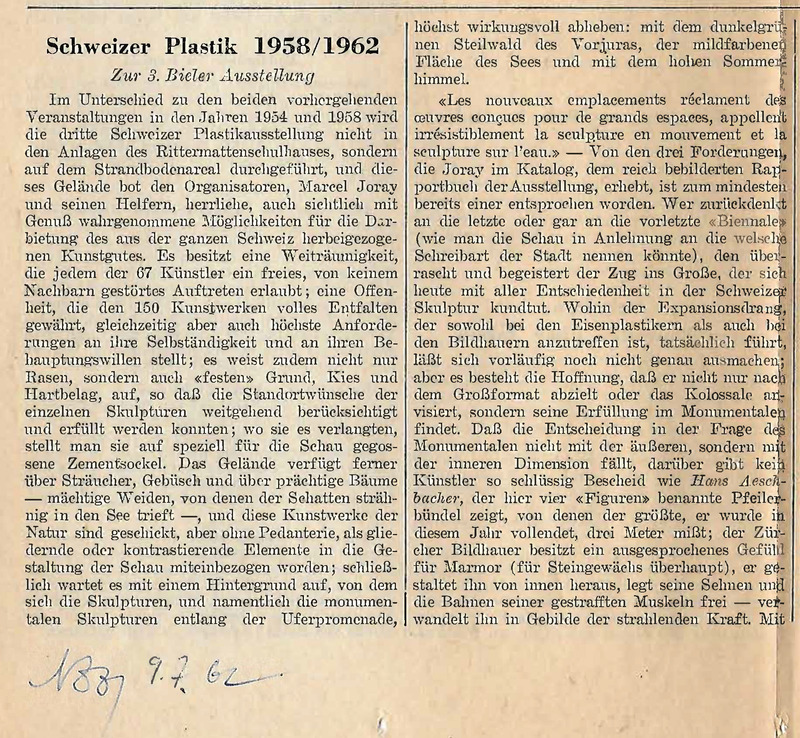 Schweizer Plastik 1958/1962
Zur 3. Bieler Ausstellung
Im Unterschied zu den beiden vorhergehenden
Veranstaltungen in den Jahren 1954 und 1958 wird
die dritte Schweizer Plastikausstellung nicht in
den Anlagen des Rittermattenschulhauses, sondern
auf dem Strandbodenareal durchgeführt, und die-
ses Gelände bot den Organisatoren, Marcel Joray
und seinen Helfern, herrliche, auch sichtlich mit
Genuß wahrgenommene Möglichkeiten für die Dar-
bietung des aus der ganzen Schweiz herbeigezoge-
nen Kunstgutes. Es besitzt eine Weiträumigkeit,
die jedem der 67 Künstler ein freies, von keinem
Nachbarn gestörtes Auftreten erlaubt; eine Offen-
heit, die den 150 Kunstwerken volles Entfalten
gewährt, gleichzeitig aber auch höchste Anforde-
rungen an ihre Selbständigkeit und an ihren Be-
hauptungswillen stellt; es weist zudem nicht nur
Rasen, sondern auch «festen» Grund, Kies und
Hartbelag, auf, so daß die Standortwünsche der
einzelnen Skulpturen weitgehend berücksichtigt
und erfüllt werden konnten; wo sie es verlangten,
stellt man sie auf speziell für die Schau gegos-
sene Zementsockel. Das Gelände verfügt ferner
über Sträucher, Gebüsch und über prächtige Bäume
— mächtige Weiden, von denen der Schatten sträh-
nig in den See trieft —, und diese Kunstwerke der
Natur sind geschickt, aber ohne Pedanterie, als glie-
dernde oder kontrastierende Elemente in die Ge-
staltung der Schau miteinbezogen worden; schließ-
lich wartet es mit einem Hintergrund auf, von dem
sich die Skulpturen, und namentlich die monumen-
talen Skulpturen entlang der Uferpromenade,
höchst wirkungsvoll abheben: mit dem dunkelgrü-
nen Steilwald des Vorjuras, der mildfarbenen
Fläche des Sees und mit dem hohen Sommer-
himmel.
«Les nouveaux emplacements réclament des
œuvres conçues pour de grands espaces, appellent
irrésistiblement la sculpture en mouvement et la
sculpture sur l'eau.» — Von den drei Forderungen,
die Joray im Katalog, dem reich bebilderten Rap-
portbuch der Ausstellung, erhebt, ist zum mindesten
bereits einer entsprochen worden. Wer zurückdenkt
an die letzte oder gar an die vorletzte «Biennale»
(wie man die Schau in Anlehnung an die welsche
Schreibart der Stadt nennen könnte), den über-
rascht und begeistert der Zug ins Große, der sich
heute mit aller Entschiedenheit in der Schweizer
Skulptur kundtut. Wohin der Expansionsdrang,
der sowohl bei den Eisenplastikern als auch bei
den Bildhauern anzutreffen ist, tatsächlich führt,
läßt sich vorläufig noch nicht genau ausmachen;
aber es besteht die Hoffnung, daß er nicht nur nach
dem Großformat abzielt oder das Kolossale an-
visiert, sondern seine Erfüllung im Monumentalen
findet. Daß die Entscheidung in der Frage des
Monumentalen nicht mit der äußeren, sondern mit
der inneren Dimension fällt, darüber gibt kein
Künstler so schlüssig Bescheid wie Hans Aesch-
bacher, der hier vier «Figuren» benannte Pfeiler-
bündel zeigt, von denen der größte, er wurde in
diesem Jahr vollendet, drei Meter mißt; der Zür-
cher Bildhauer besitzt ein ausgesprochenes Gefühl
für Marmor (für Steingewächs überhaupt), er ge-
staltet ihn von innen heraus, legt seine Sehnen und
die Bahnen seiner gestrafften Muskeln frei — ver-
wandelt ihn in Gebilde der strahlenden Kraft. Mit
NZZ 9.7.62